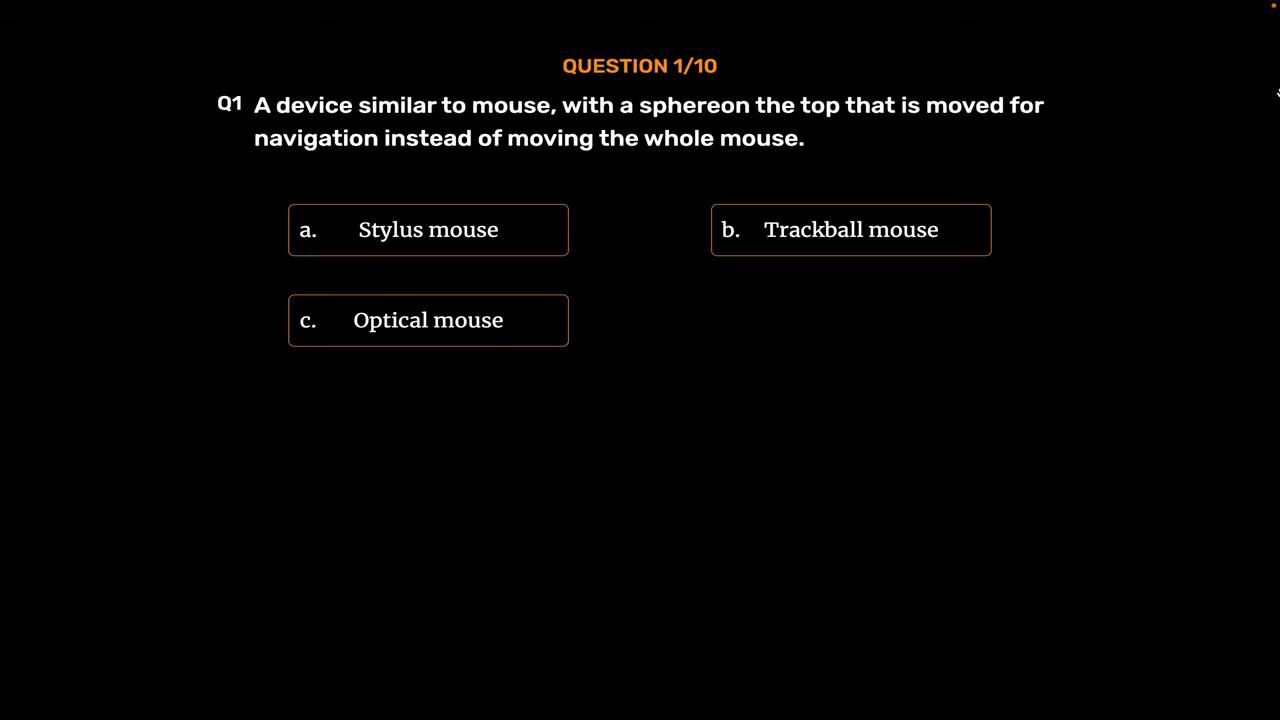 QUESTION 1/10
Q1 A device similar to mouse, with a sphereon the top that is moved for
navigation instead of moving the whole mouse.
a. Stylus mouse
b. Trackball mouse
c. Optical mouse